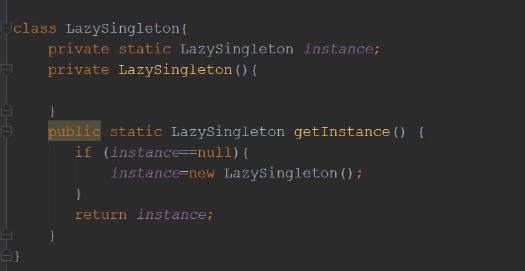 class LazySingleton{
    private static LazySingleton instance;
    private LazySingleton(){

    }
    public static LazySingleton getInstance() {
        if (instance==null){
            instance=new LazySingleton();
        }
        return instance;
    }
}